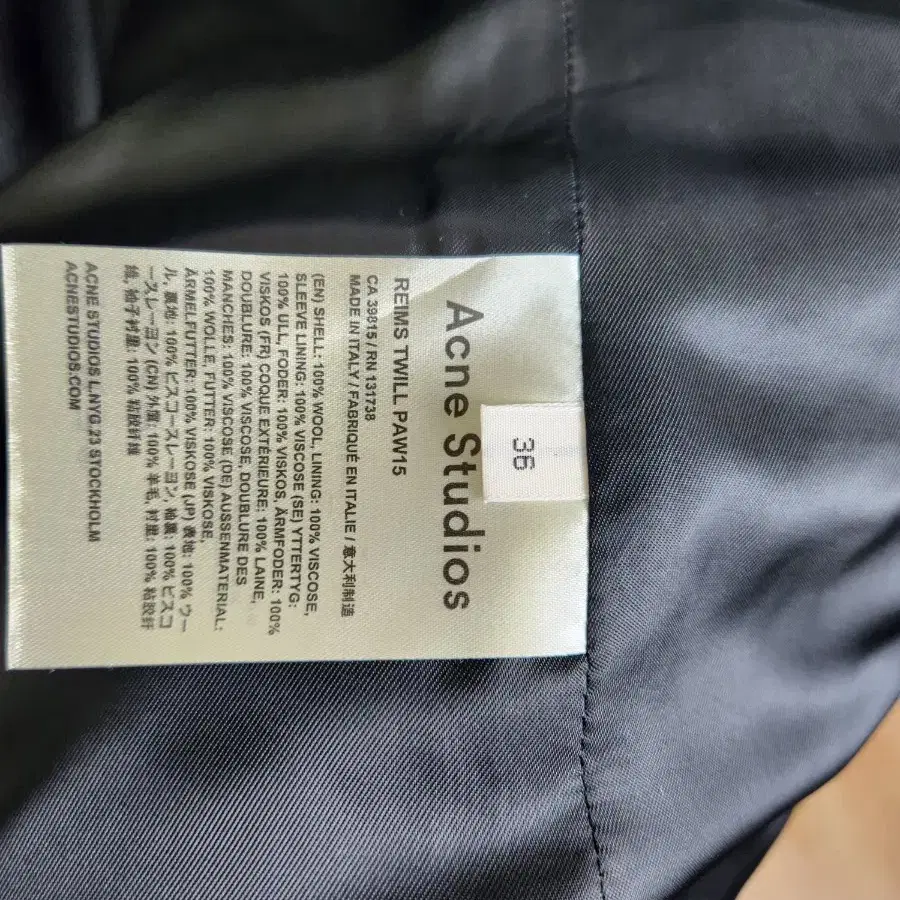 Acne Studios
36
REIMS TWILL PAW15
CA 39815 / RN 131738
MADE IN ITALY / FABRIQUÉ EN ITALIE / 意大利制造
(EN) SHELL: 100% WOOL, LINING: 100% VISCOSE,
SLEEVE LINING: 100% VISCOSE (SE) YTTERTYG:
100% ULL, FODER: 100% VISKOS, ÄRMFODER: 100%
VISKOS (FR) COQUE EXTÉRIEURE: 100% LAINE,
DOUBLURE: 100% VISCOSE, DOUBLURE DES
MANCHES: 100% VISCOSE (DE) AUSSENMATERIAL:
100% WOLLE, FUTTER: 100% VISKOSE,
ÄRMELFUTTER: 100% VISKOSE (JP) 表地: 100% ウー
ル, 裏地: 100% ビスコースレーヨン, 袖裏: 100% ビスコ
ースレーヨン (CN) 外層: 100% 羊毛, 衬里: 100% 粘胶纤
維, 袖子衬里: 100% 粘胶纤維
ACNE STUDIOS L.NYG 23 STOCKHOLM
ACNESTUDIOS.COM